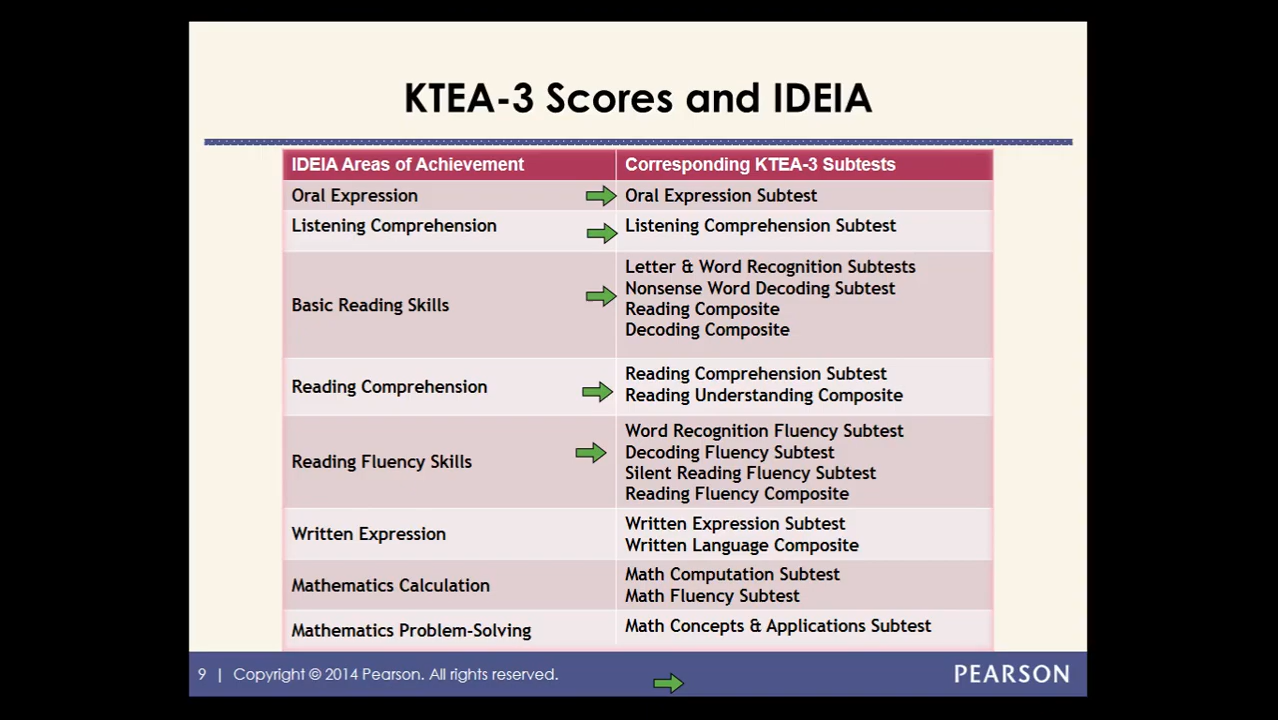 KTEA-3 Scores and IDEIA
IDEIA Areas of Achievement
Corresponding KTEA-3 Subtests
Oral Expression
Oral Expression Subtest
Listening Comprehension
Listening Comprehension Subtest
Basic Reading Skills
Letter & Word Recognition Subtests
Nonsense Word Decoding Subtest
Reading Composite
Decoding Composite
Reading Comprehension
Reading Comprehension Subtest
Reading Understanding Composite
Reading Fluency Skills
Word Recognition Fluency Subtest
Decoding Fluency Subtest
Silent Reading Fluency Subtest
Reading Fluency Composite
Written Expression
Written Expression Subtest
Written Language Composite
Mathematics Calculation
Math Computation Subtest
Math Fluency Subtest
Mathematics Problem-Solving
Math Concepts & Applications Subtest
9 | Copyright © 2014 Pearson. All rights reserved.
PEARSON